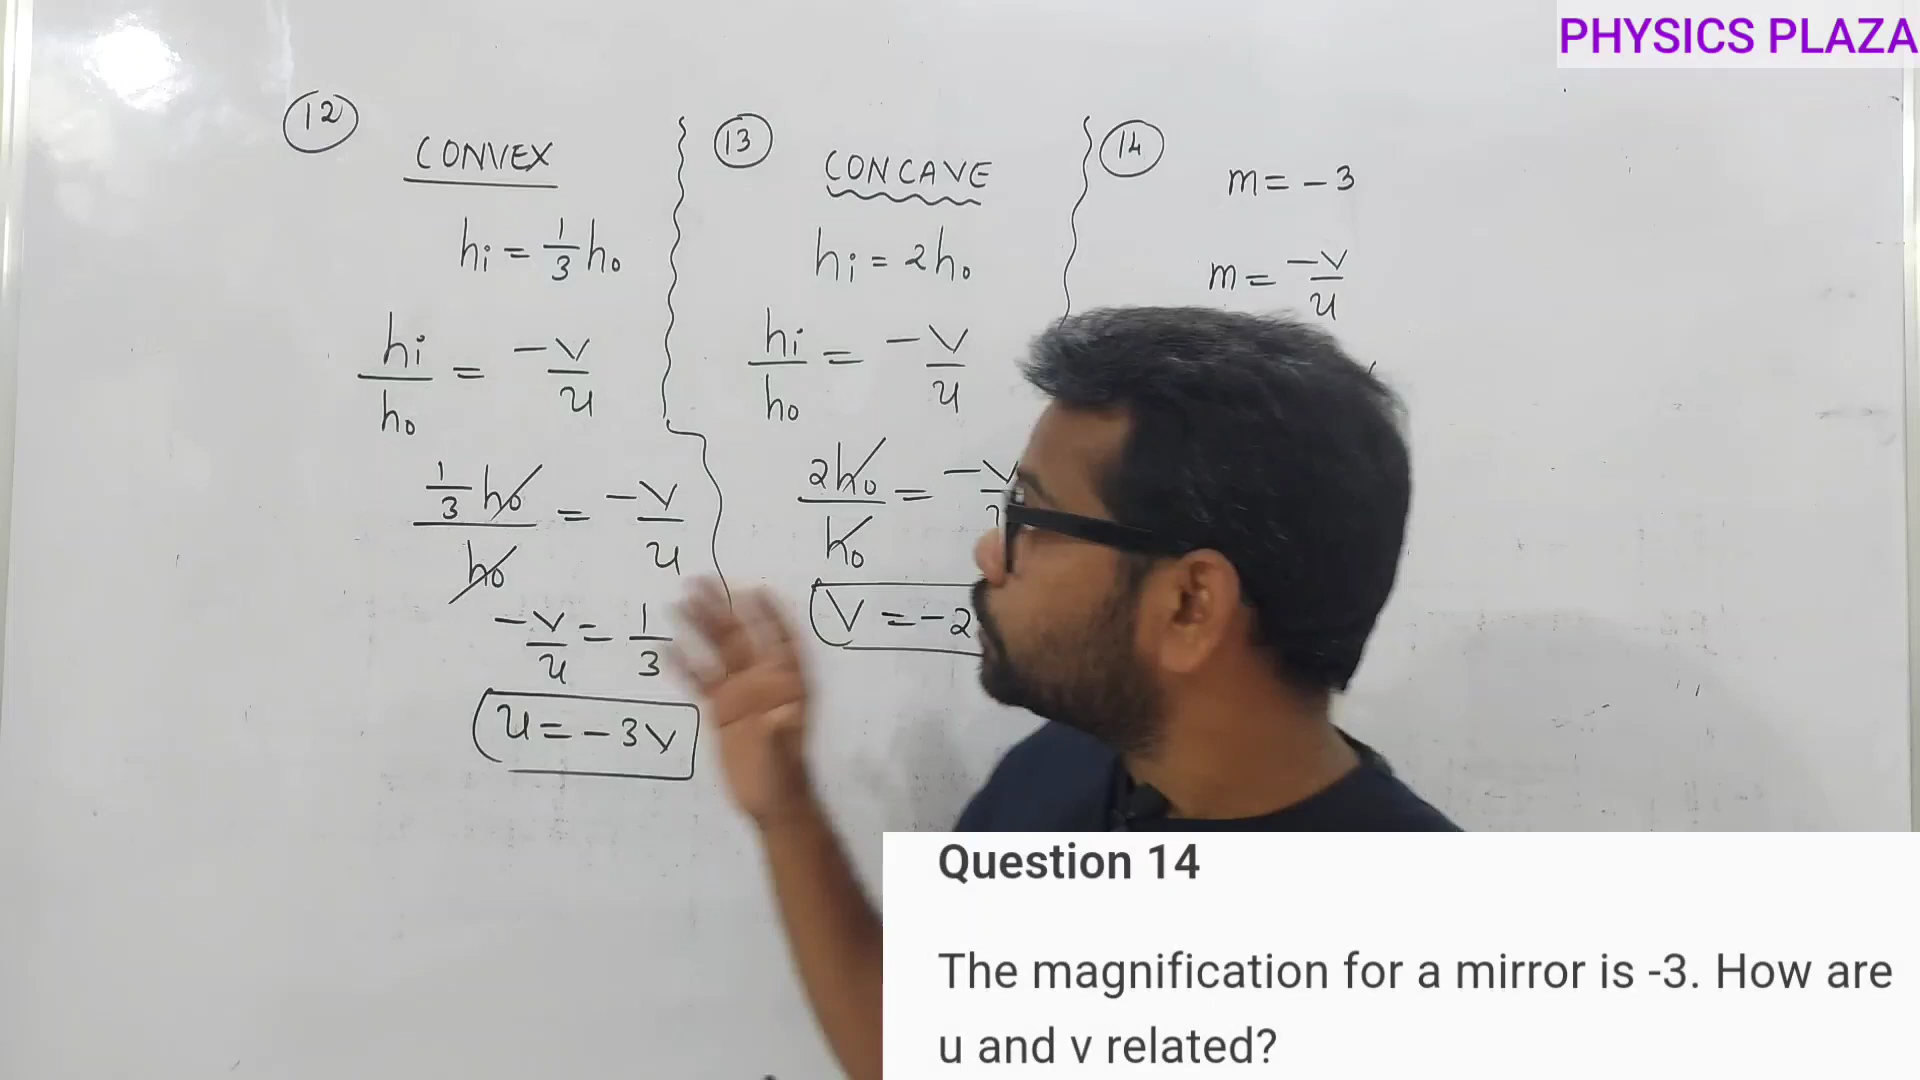 PHYSICS PLAZA
12
CONVEX
hi = 1/3 ho
hi/ho = -v/u
1/3 ho/ho = -v/u
-v/u = 1/3
u = -3v
13
CONCAVE
hi = 2ho
hi/ho = -v/u
2ho/ho = -v
V = -2
14
m = -3
m = -v/u
Question 14
The magnification for a mirror is -3. How are
u and v related?